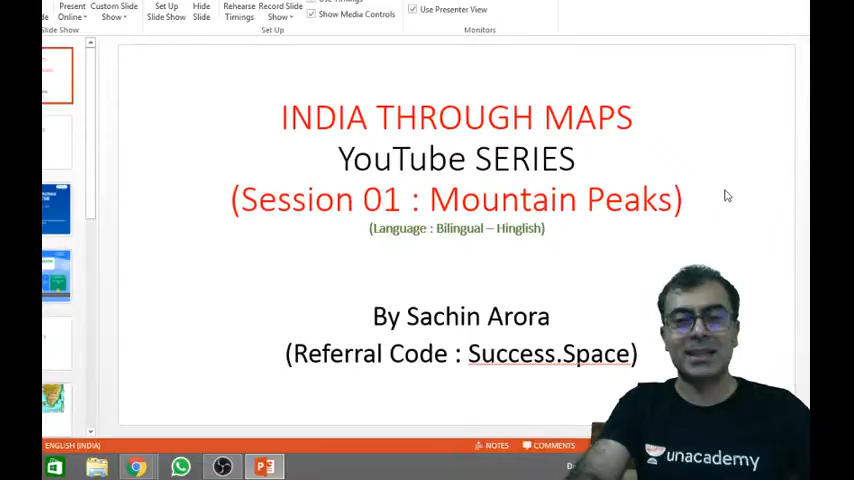 Present
Online
Custom Slide
Show
Set Up
Slide Show
Hide
Slide
Rehearse
Timings
Record Slide
Show
Show Media Controls
Use Presenter View
Slide Show
Set Up
Monitors
INDIA THROUGH MAPS
YouTube SERIES
(Session 01 : Mountain Peaks)
(Language : Bilingual – Hinglish)
By Sachin Arora
(Referral Code : Success.Space)
unacademy
ENGLISH (INDIA)
NOTES
COMMENTS